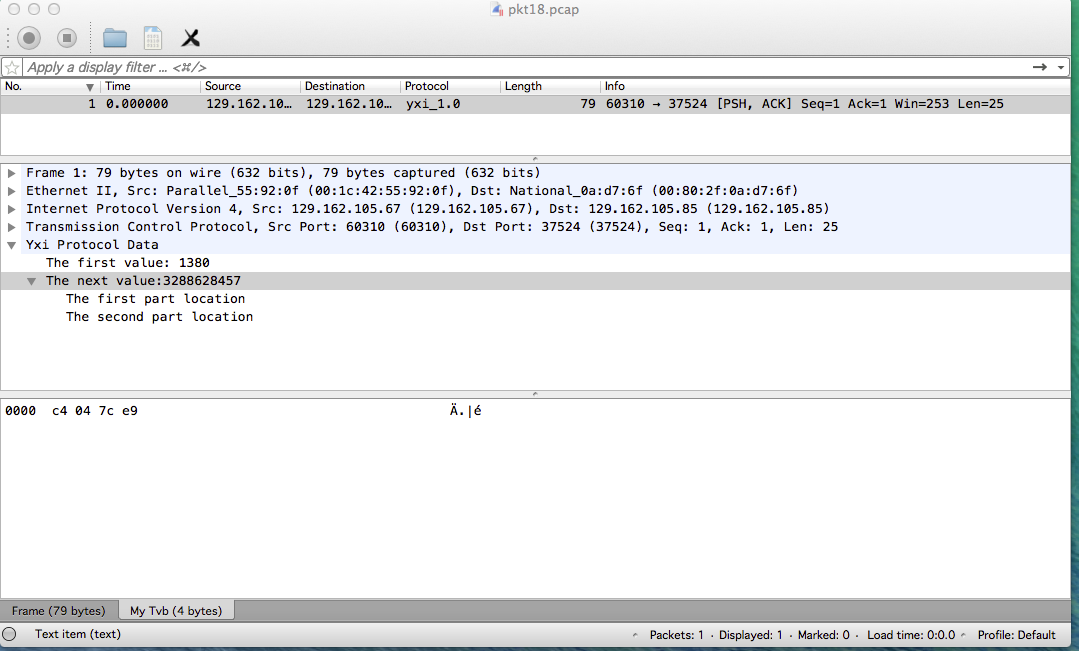 pkt18.pcap
Apply a display filter ... <⌘/>
No. Time Source Destination Protocol Length Info
1 0.000000 129.162.10… 129.162.10… yxi_1.0 79 60310 → 37524 [PSH, ACK] Seq=1 Ack=1 Win=253 Len=25
Frame 1: 79 bytes on wire (632 bits), 79 bytes captured (632 bits)
Ethernet II, Src: Parallel_55:92:0f (00:1c:42:55:92:0f), Dst: National_0a:d7:6f (00:80:2f:0a:d7:6f)
Internet Protocol Version 4, Src: 129.162.105.67 (129.162.105.67), Dst: 129.162.105.85 (129.162.105.85)
Transmission Control Protocol, Src Port: 60310 (60310), Dst Port: 37524 (37524), Seq: 1, Ack: 1, Len: 25
Yxi Protocol Data
The first value: 1380
The next value:3288628457
The first part location
The second part location
0000 c4 04 7c e9 Ä.|é
Frame (79 bytes) My Tvb (4 bytes)
Text item (text) Packets: 1 · Displayed: 1 · Marked: 0 · Load time: 0:0.0 Profile: Default